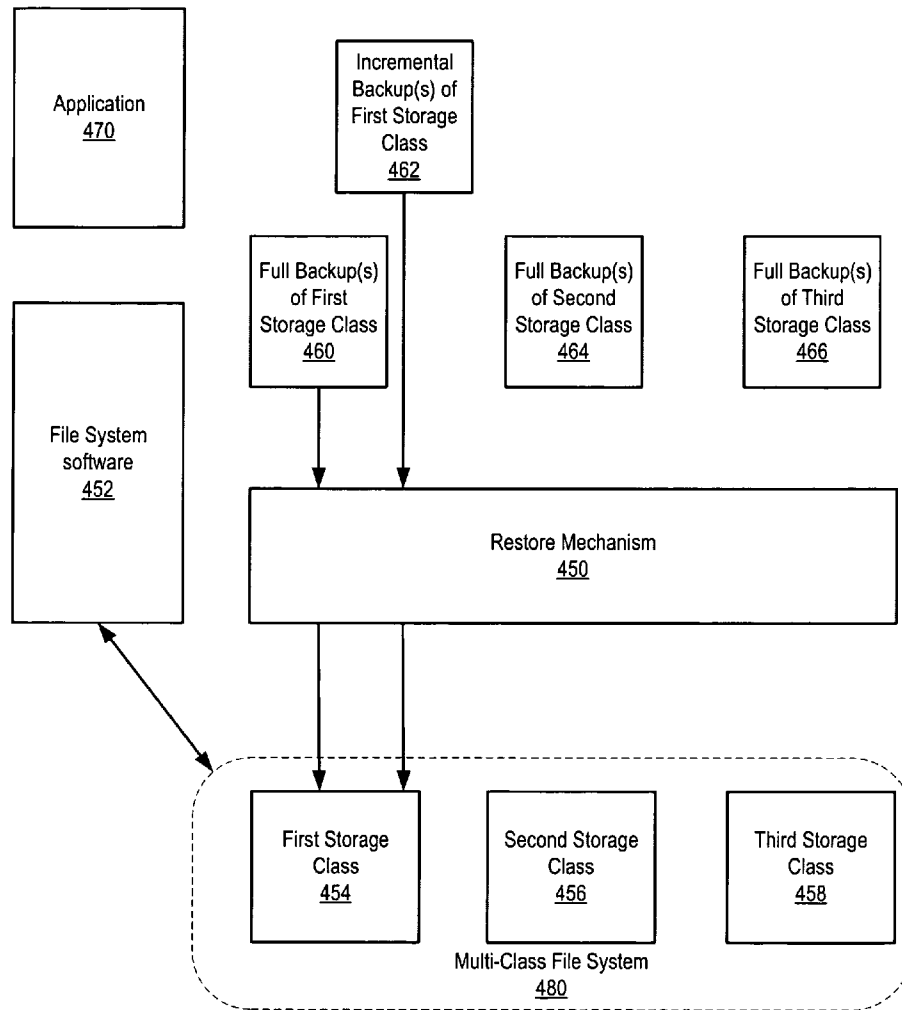 Application
470
Incremental
Backup(s) of
First Storage
Class
462
Full Backup(s)
of First
Storage Class
460
Full Backup(s)
of Second
Storage Class
464
Full Backup(s)
of Third
Storage Class
466
File System
software
452
Restore Mechanism
450
First Storage
Class
454
Second Storage
Class
456
Third Storage
Class
458
Multi-Class File System
480